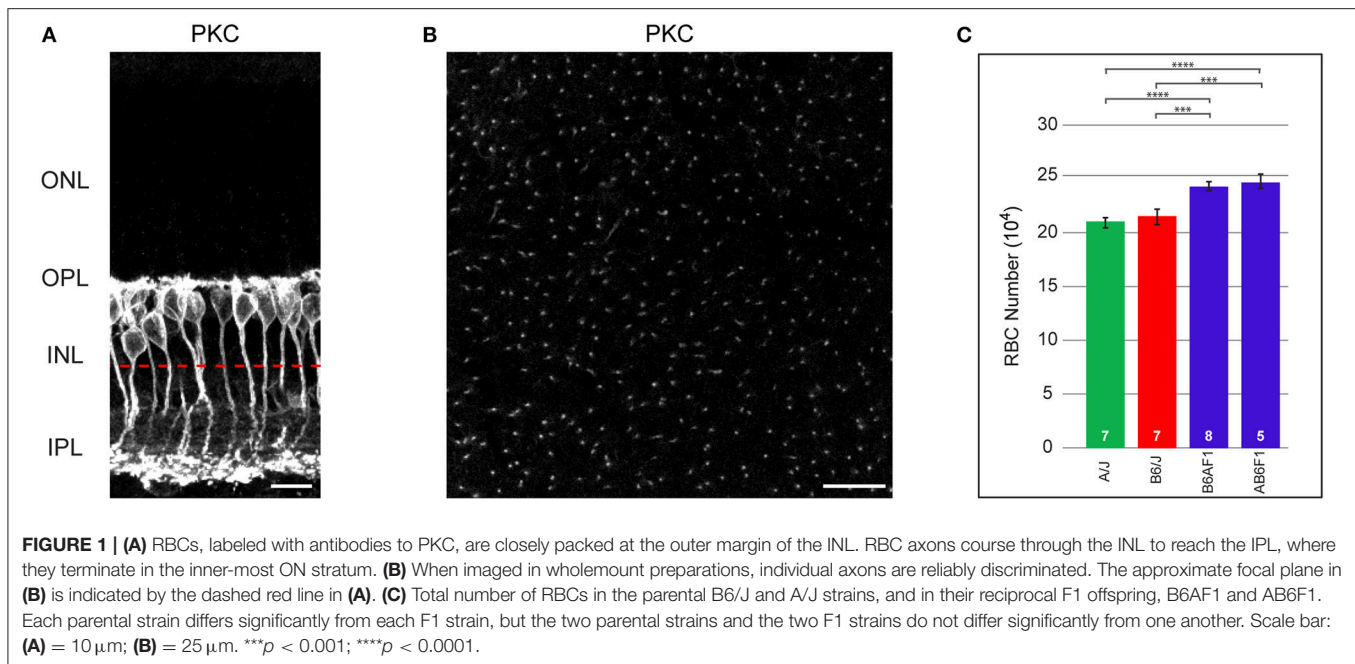 A
PKC
B
PKC
C
ONL
OPL
INL
IPL
****
***
****
***
RBC Number (10⁴)
30
25
20
15
10
5
0
7
7
8
5
A/J
B6/J
B6AF1
AB6F1
FIGURE 1 | (A) RBCs, labeled with antibodies to PKC, are closely packed at the outer margin of the INL. RBC axons course through the INL to reach the IPL, where
they terminate in the inner-most ON stratum. (B) When imaged in wholemount preparations, individual axons are reliably discriminated. The approximate focal plane in
(B) is indicated by the dashed red line in (A). (C) Total number of RBCs in the parental B6/J and A/J strains, and in their reciprocal F1 offspring, B6AF1 and AB6F1.
Each parental strain differs significantly from each F1 strain, but the two parental strains and the two F1 strains do not differ significantly from one another. Scale bar:
(A) = 10 μm; (B) = 25 μm. ***p < 0.001; ****p < 0.0001.